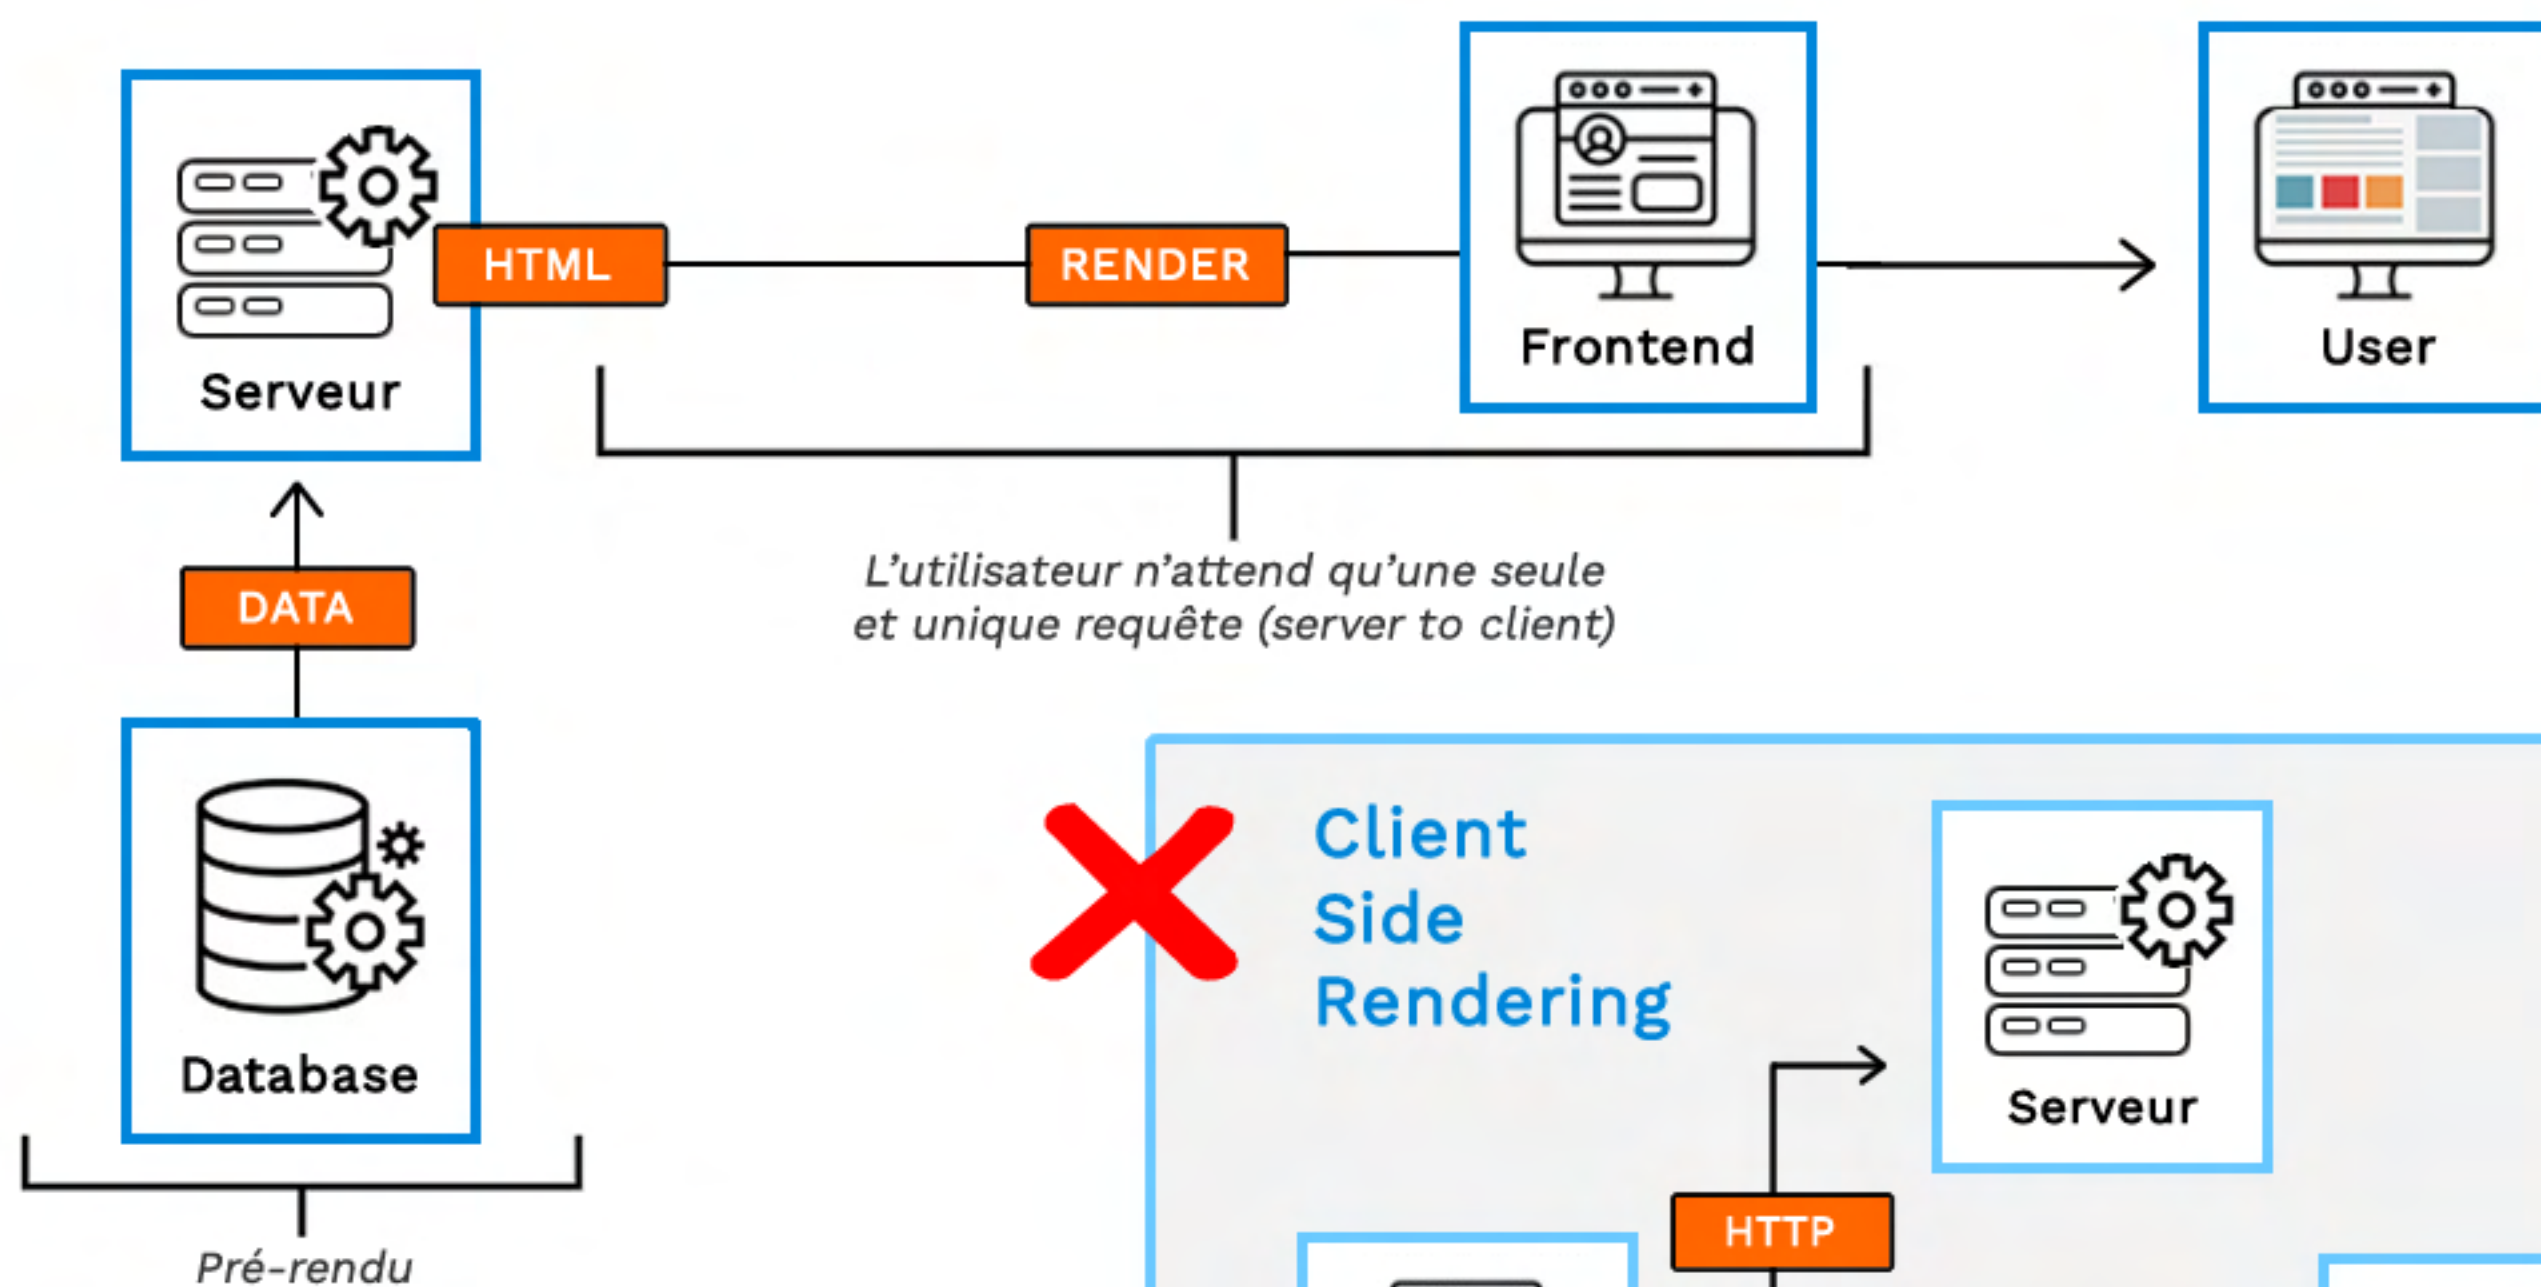 HTML
RENDER
Frontend
User
Serveur
L’utilisateur n’attend qu’une seule
et unique requête (server to client)
DATA
Database
Pré-rendu
Client
Side
Rendering
Serveur
HTTP